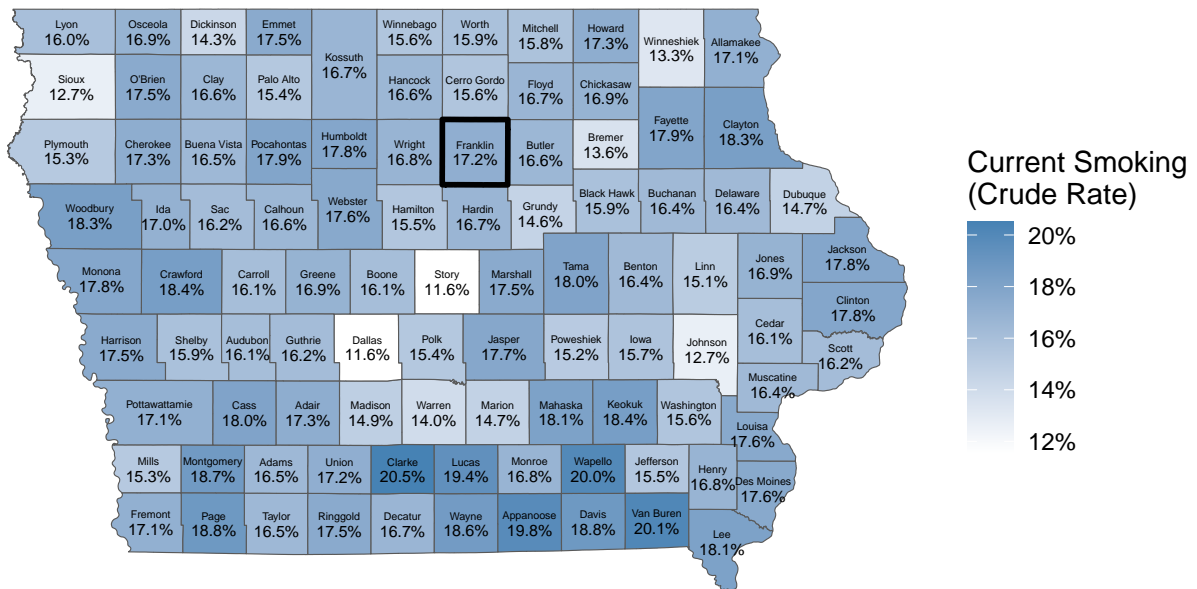 Lyon
16.0%
Osceola
16.9%
Dickinson
14.3%
Emmet
17.5%
Kossuth
16.7%
Winnebago
15.6%
Worth
15.9%
Mitchell
15.8%
Howard
17.3%
Winneshiek
13.3%
Allamakee
17.1%
Sioux
12.7%
O'Brien
17.5%
Clay
16.6%
Palo Alto
15.4%
Hancock
16.6%
Cerro Gordo
15.6%
Floyd
16.7%
Chickasaw
16.9%
Plymouth
15.3%
Cherokee
17.3%
Buena Vista
16.5%
Pocahontas
17.9%
Humboldt
17.8%
Wright
16.8%
Franklin
17.2%
Butler
16.6%
Bremer
13.6%
Fayette
17.9%
Clayton
18.3%
Woodbury
18.3%
Ida
17.0%
Sac
16.2%
Calhoun
16.6%
Webster
17.6%
Hamilton
15.5%
Hardin
16.7%
Grundy
14.6%
Black Hawk
15.9%
Buchanan
16.4%
Delaware
16.4%
Dubuque
14.7%
Monona
17.8%
Crawford
18.4%
Carroll
16.1%
Greene
16.9%
Boone
16.1%
Story
11.6%
Marshall
17.5%
Tama
18.0%
Benton
16.4%
Linn
15.1%
Jones
16.9%
Jackson
17.8%
Clinton
17.8%
Harrison
17.5%
Shelby
15.9%
Audubon
16.1%
Guthrie
16.2%
Dallas
11.6%
Polk
15.4%
Jasper
17.7%
Poweshiek
15.2%
Iowa
15.7%
Johnson
12.7%
Cedar
16.1%
Scott
16.2%
Muscatine
16.4%
Pottawattamie
17.1%
Cass
18.0%
Adair
17.3%
Madison
14.9%
Warren
14.0%
Marion
14.7%
Mahaska
18.1%
Keokuk
18.4%
Washington
15.6%
Louisa
17.6%
Mills
15.3%
Montgomery
18.7%
Adams
16.5%
Union
17.2%
Clarke
20.5%
Lucas
19.4%
Monroe
16.8%
Wapello
20.0%
Jefferson
15.5%
Henry
16.8%
Des Moines
17.6%
Fremont
17.1%
Page
18.8%
Taylor
16.5%
Ringgold
17.5%
Decatur
16.7%
Wayne
18.6%
Appanoose
19.8%
Davis
18.8%
Van Buren
20.1%
Lee
18.1%
Current Smoking
(Crude Rate)
20%
18%
16%
14%
12%